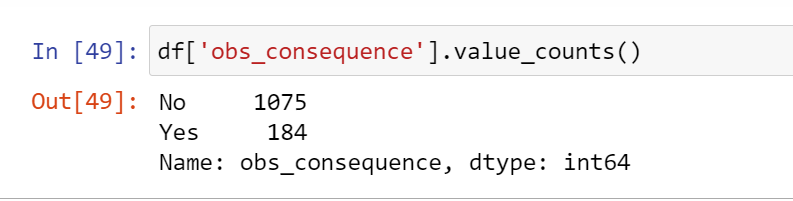 In [49]: df['obs_consequence'].value_counts()
Out[49]: No 1075
Yes 184
Name: obs_consequence, dtype: int64